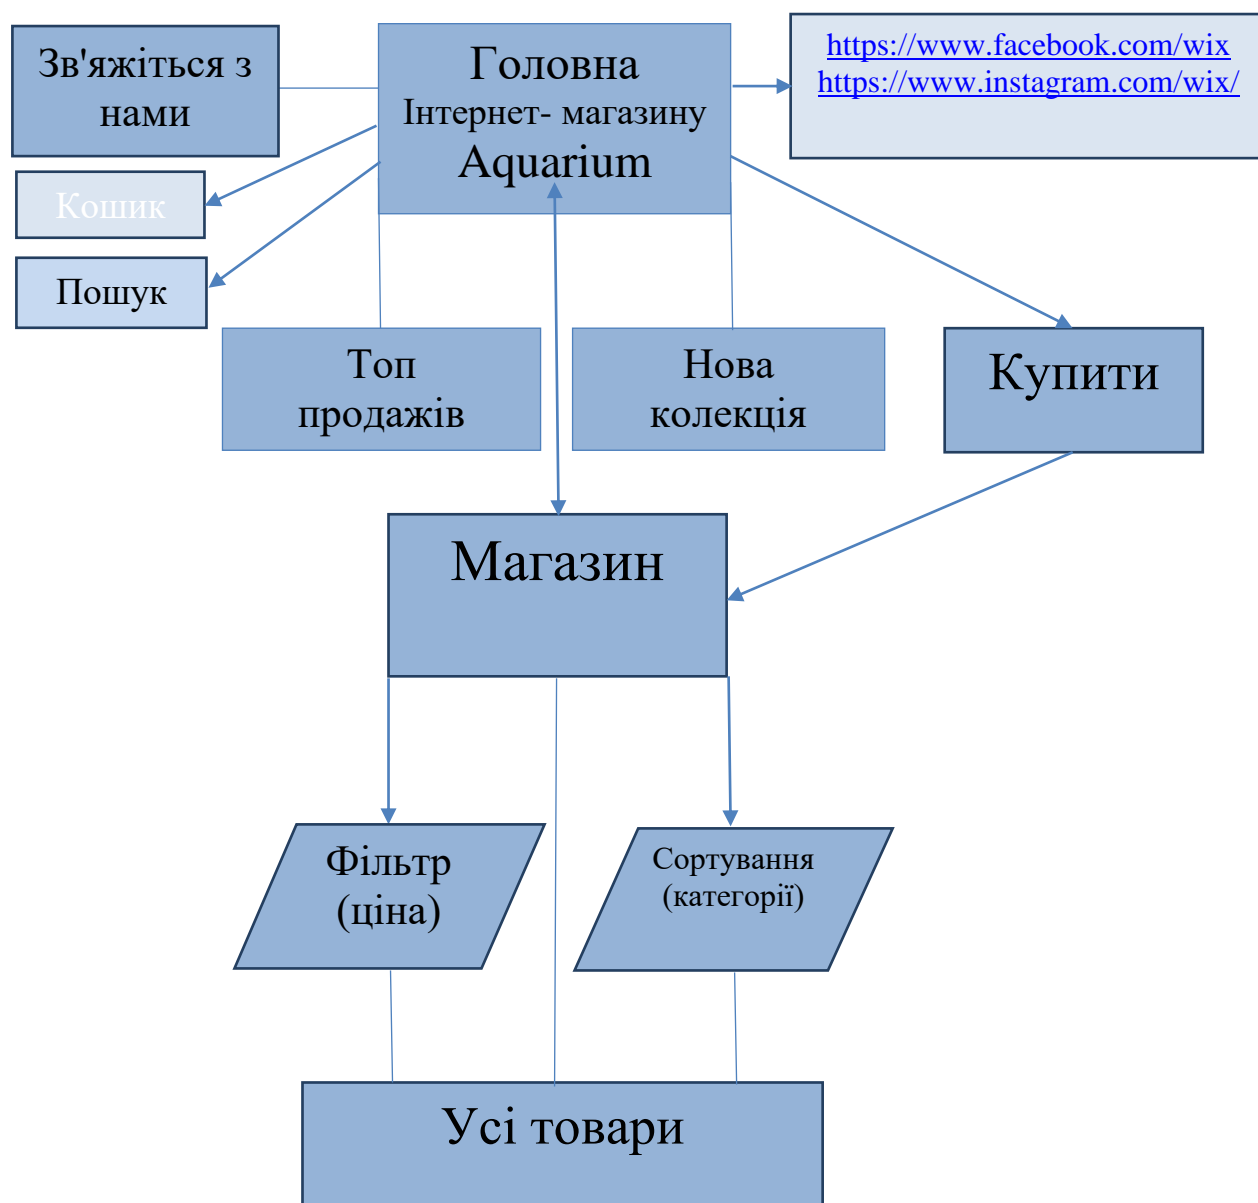 Зв'яжіться з
нами
Головна
Інтернет- магазину
Aquarium
https://www.facebook.com/wix
https://www.instagram.com/wix/
Кошик
Пошук
Топ
продажів
Нова
колекція
Купити
Магазин
Фільтр
(ціна)
Сортування
(категорії)
Усі товари